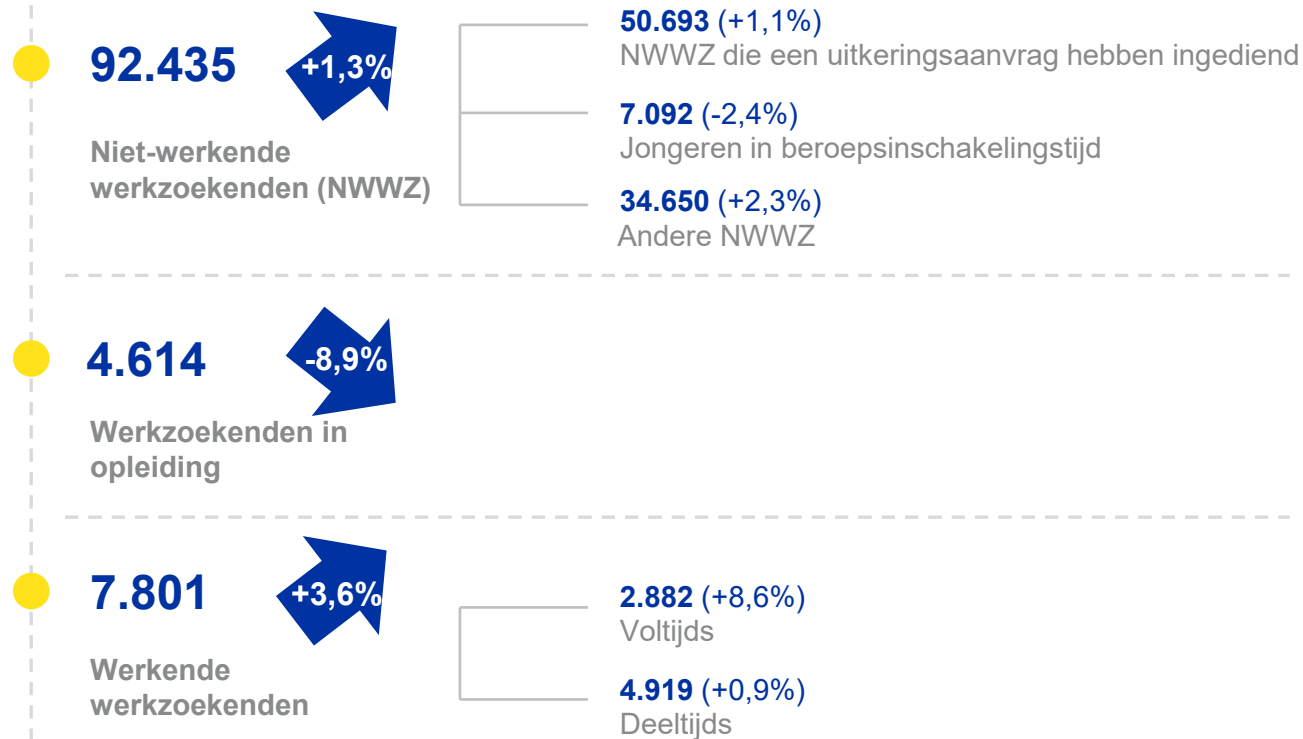 92.435
+1,3%
Niet-werkende
werkzoekenden (NWWZ)
50.693 (+1,1%)
NWWZ die een uitkeringsaanvrag hebben ingediend
7.092 (-2,4%)
Jongeren in beroepsinschakelingstijd
34.650 (+2,3%)
Andere NWWZ
4.614
-8,9%
Werkzoekenden in
opleiding
7.801
+3,6%
Werkende
werkzoekenden
2.882 (+8,6%)
Voltijds
4.919 (+0,9%)
Deeltijds